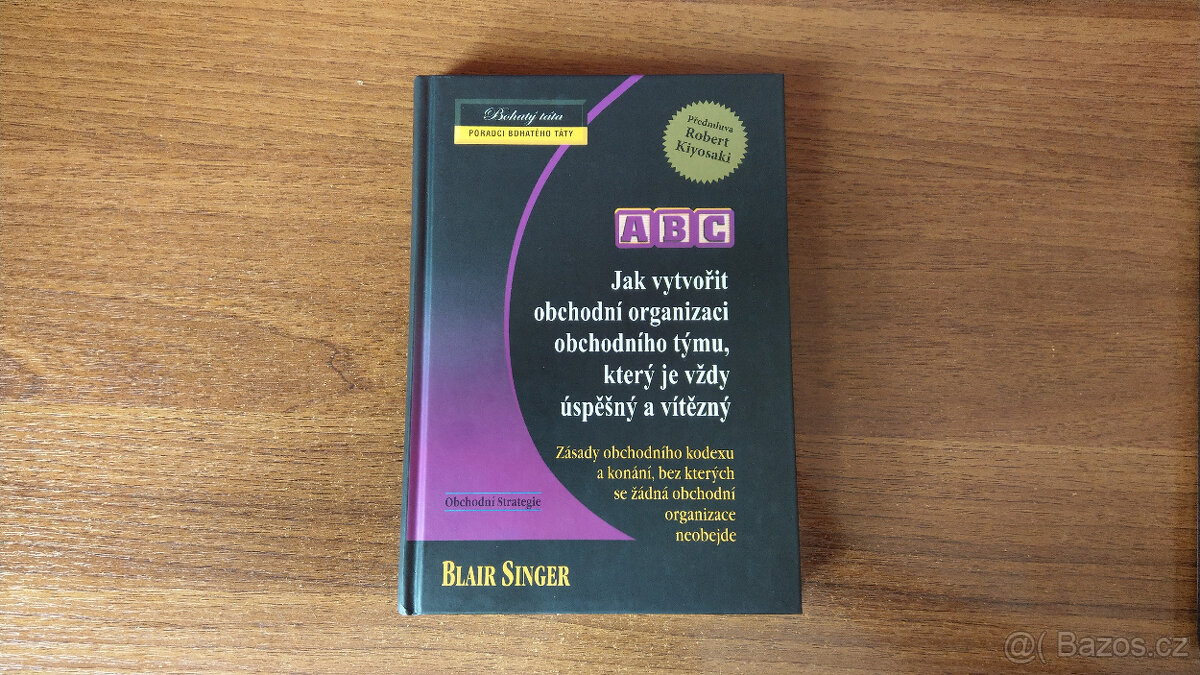 Bohatý táta
PORADCI BOHATÉHO TÁTY
Předmluva
Robert
Kiyosaki
ABC
Jak vytvořit
obchodní organizaci
obchodního týmu,
který je vždy
úspěšný a vítězný
Zásady obchodního kodexu
a konání, bez kterých
se žádná obchodní
organizace
neobejde
Obchodní Strategie
BLAIR SINGER
@( Bazos.cz